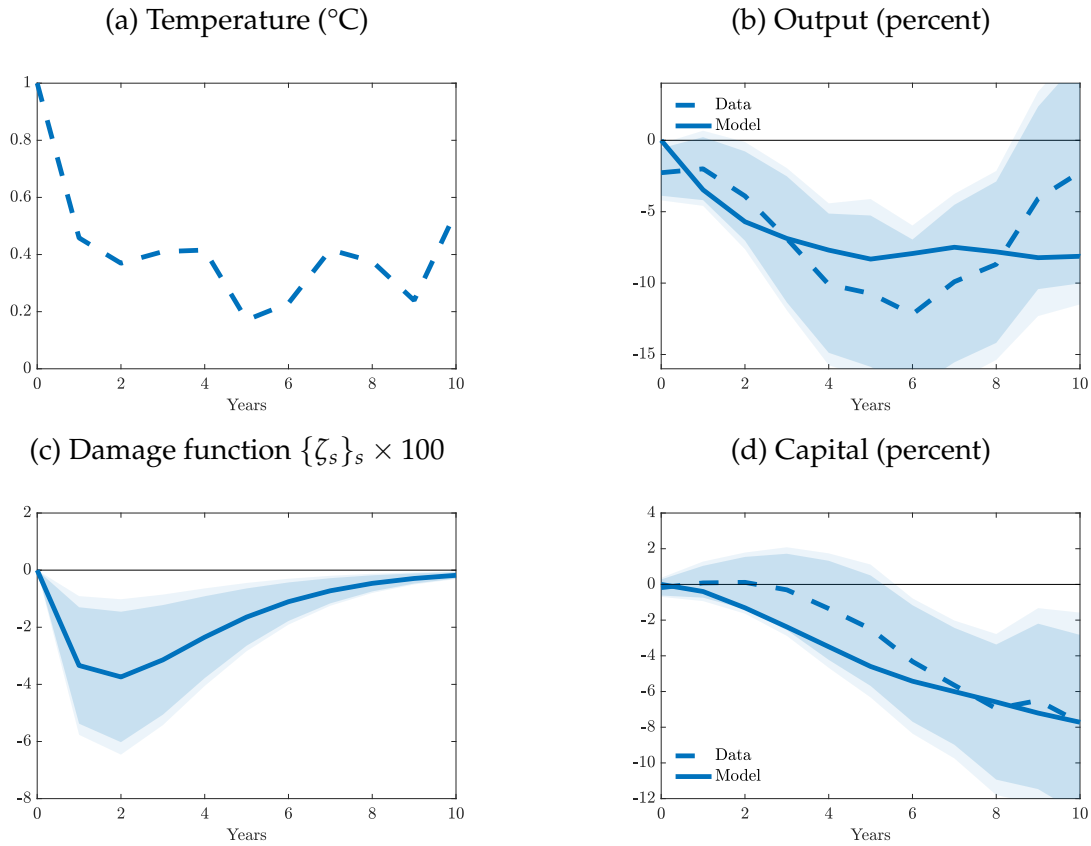 (a) Temperature (°C)
1
0.8
0.6
0.4
0.2
0
0 2 4 6 8 10
Years
(b) Output (percent)
Data
Model
0
-5
-10
-15
0 2 4 6 8 10
Years
(c) Damage function {ζs}s × 100
2
0
-2
-4
-6
-8
0 2 4 6 8 10
Years
(d) Capital (percent)
4
2
0
-2
-4
-6
-8
-10
-12
Data
Model
0 2 4 6 8 10
Years